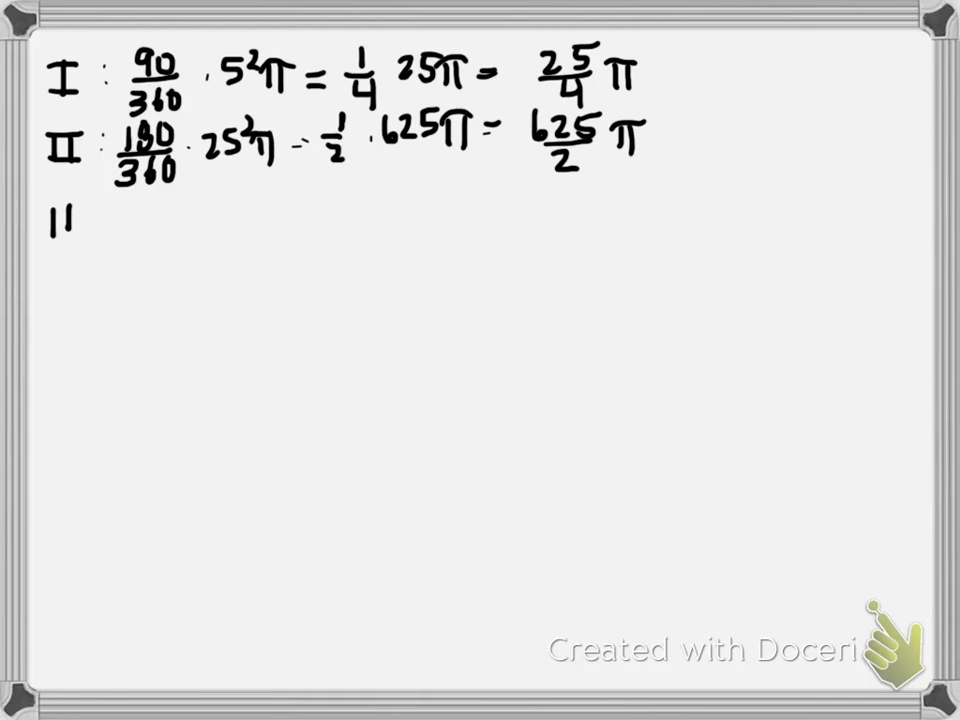 I : 90/360 · 5²π = 1/4 25π = 25/4 π
II : 180/360 · 25²π = 1/2 · 625π = 625/2 π
II
Created with Doceri